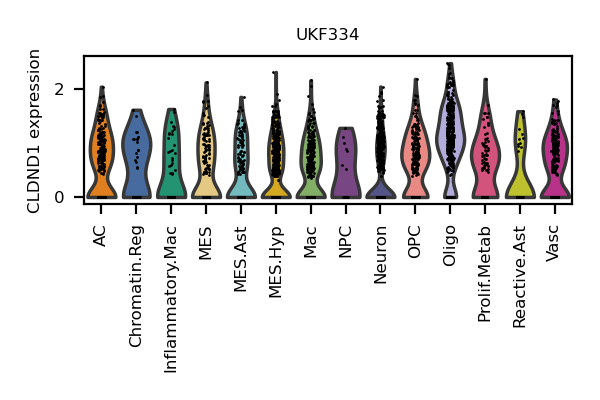 UKF334
CLDND1 expression
2
0
AC
Chromatin.Reg
Inflammatory.Mac
MES
MES.Ast
MES.Hyp
Mac
NPC
Neuron
OPC
Oligo
Prolif.Metab
Reactive.Ast
Vasc